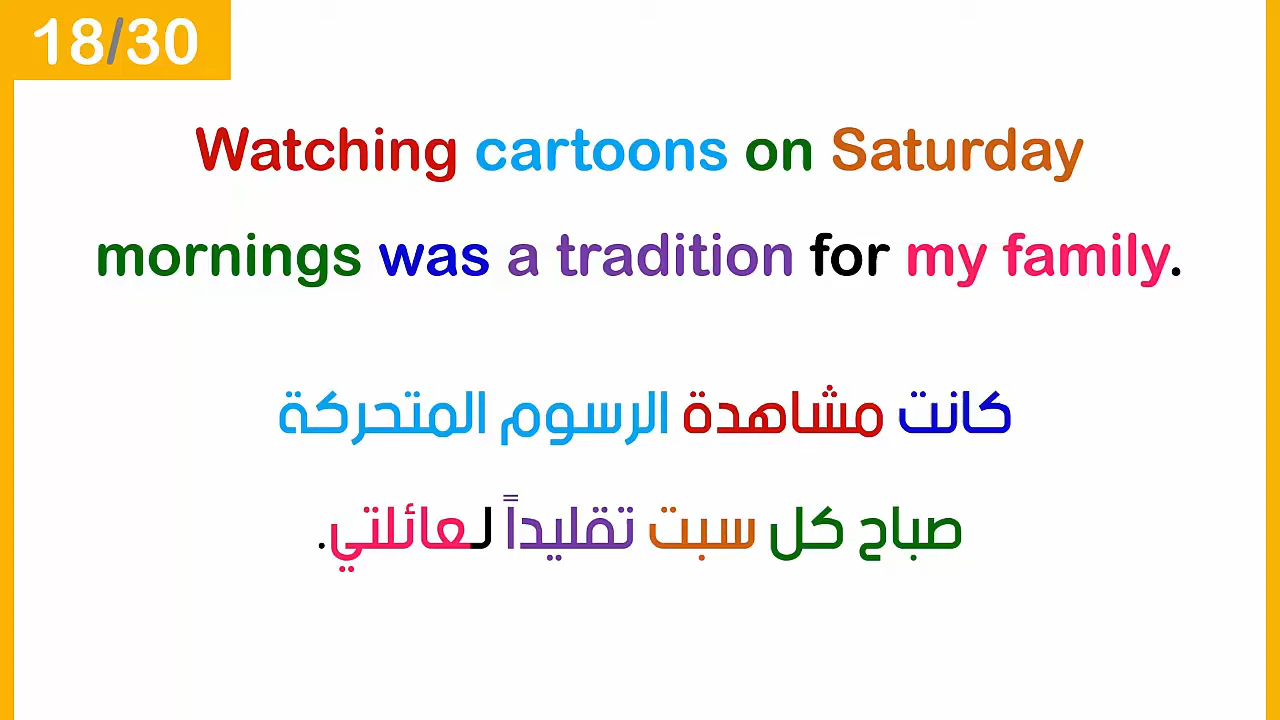 18/30
Watching cartoons on Saturday
mornings was a tradition for my family.
كانت مشاهدة الرسوم المتحركة
صباح كل سبت تقليداً لعائلتي.